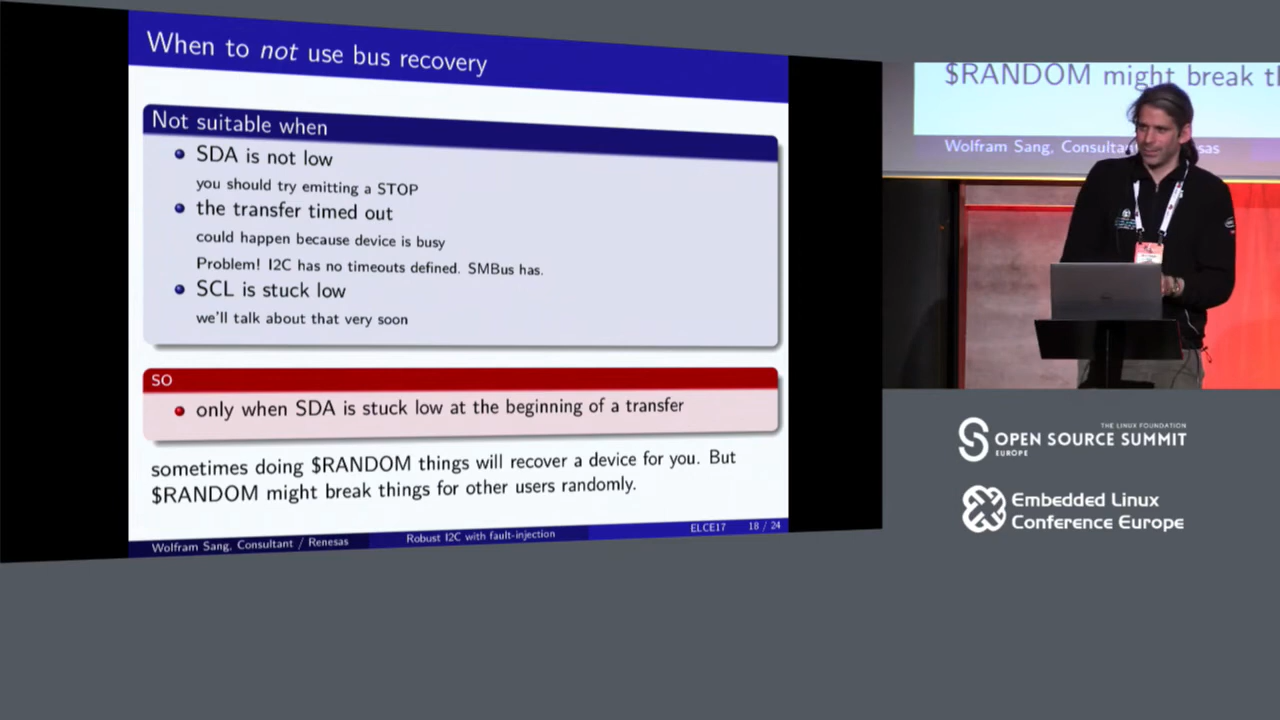 When to not use bus recovery
Not suitable when
SDA is not low
you should try emitting a STOP
the transfer timed out
could happen because device is busy
Problem! I2C has no timeouts defined. SMBus has.
SCL is stuck low
we'll talk about that very soon
SO
only when SDA is stuck low at the beginning of a transfer
sometimes doing $RANDOM things will recover a device for you. But
$RANDOM might break things for other users randomly.
Wolfram Sang, Consultant / Renesas
Robust I2C with fault-injection
ELCE17 18 / 24
$RANDOM might break
Wolfram Sang, Consulta
THE LINUX FOUNDATION
OPEN SOURCE SUMMIT
EUROPE
Embedded Linux
Conference Europe